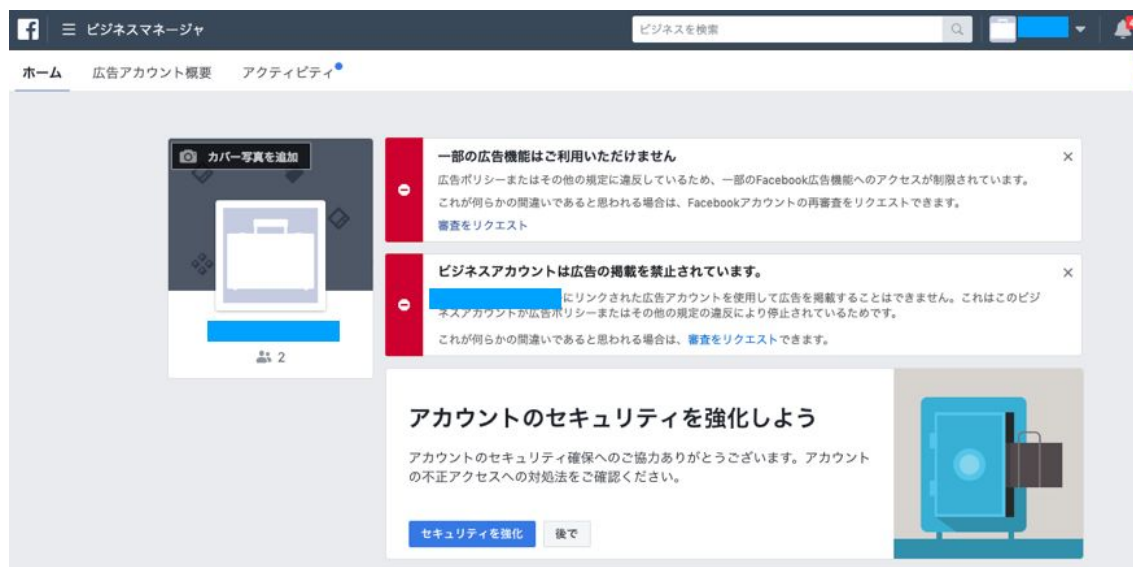 ビジネスマネージャ
ビジネスを検索
ホーム 広告アカウント概要 アクティビティ
カバー写真を追加
2
一部の広告機能はご利用いただけません
広告ポリシーまたはその他の規定に違反しているため、一部のFacebook広告機能へのアクセスが制限されています。
これが何らかの間違いであると思われる場合は、Facebookアカウントの再審査をリクエストできます。
審査をリクエスト
ビジネスアカウントは広告の掲載を禁止されています。
にリンクされた広告アカウントを使用して広告を掲載することはできません。これはこのビジ
ネスアカウントが広告ポリシーまたはその他の規定の違反により停止されているためです。
これが何らかの間違いであると思われる場合は、審査をリクエストできます。
アカウントのセキュリティを強化しよう
アカウントのセキュリティ確保へのご協力ありがとうございます。アカウント
の不正アクセスへの対処法をご確認ください。
セキュリティを強化 後で